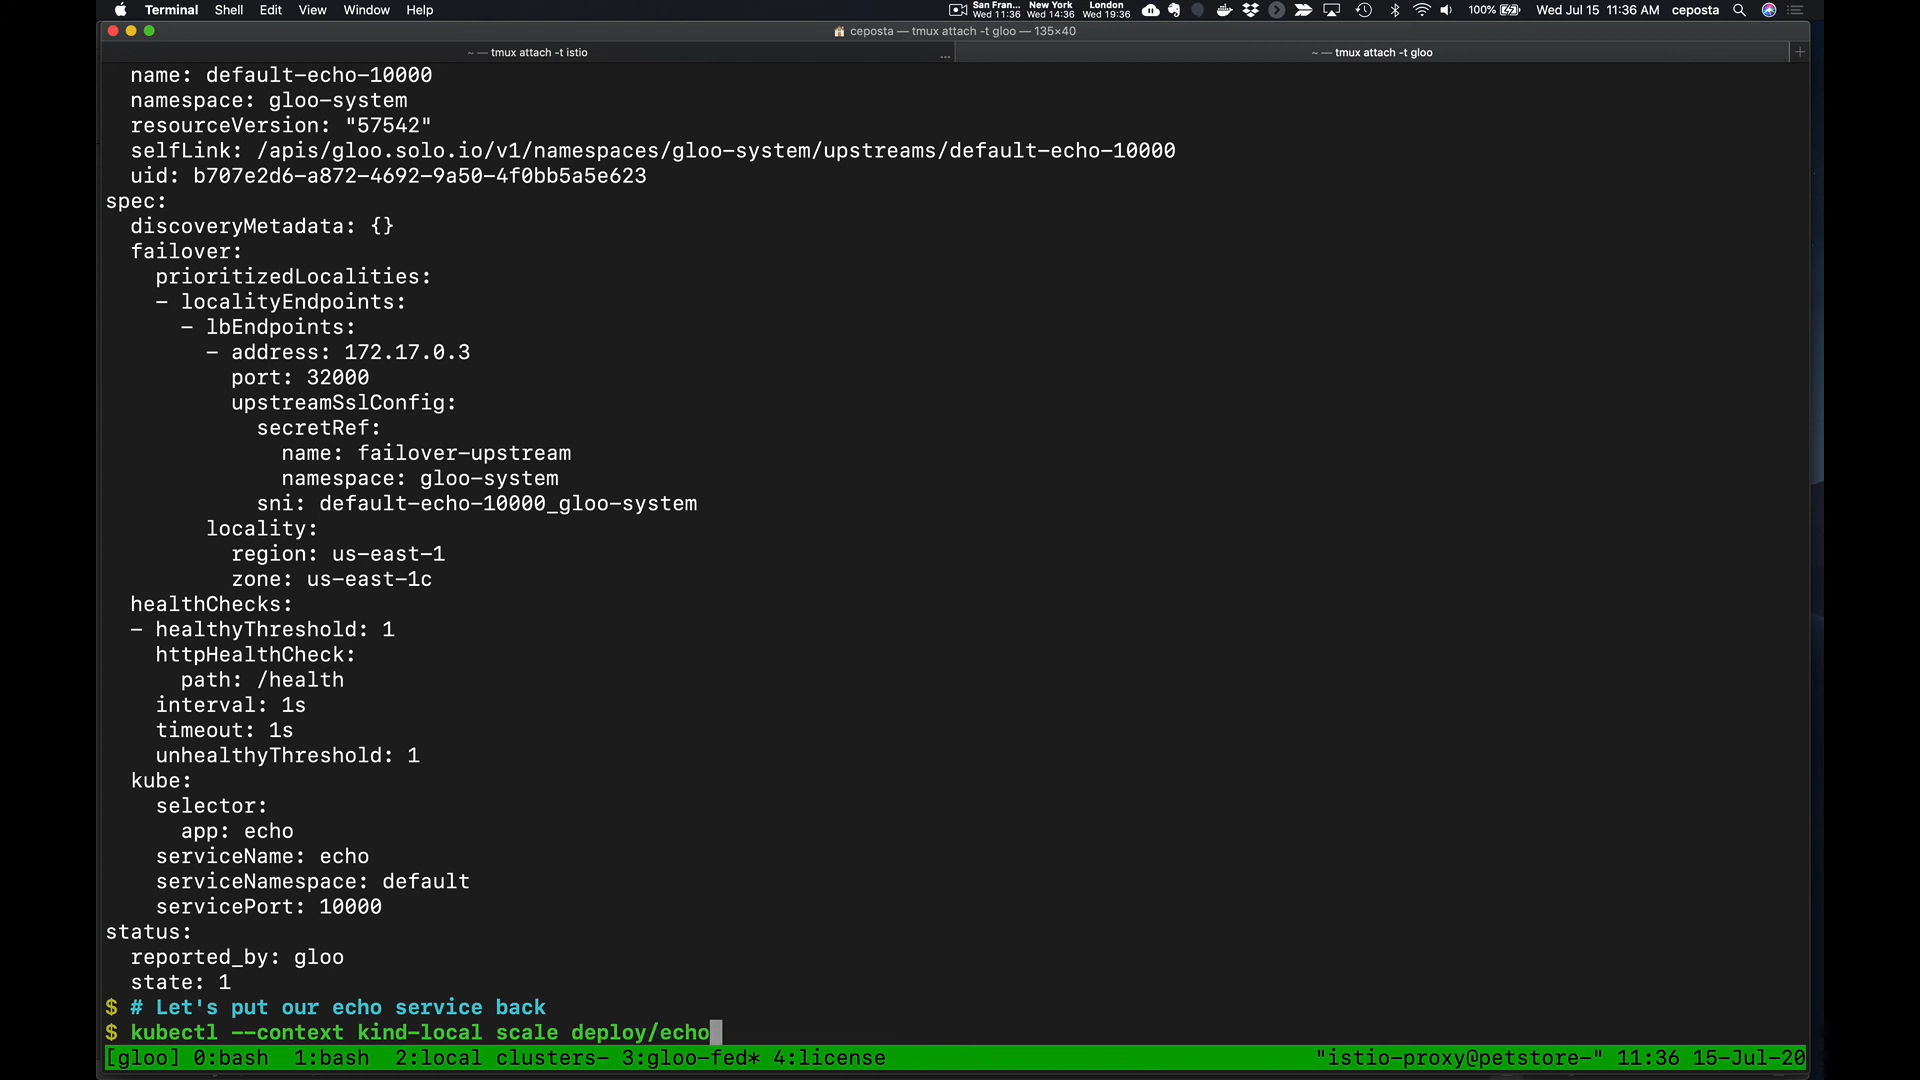 Terminal Shell Edit View Window Help
San Fran... New York London
Wed 11:36 Wed 14:36 Wed 19:36
100% Wed Jul 15 11:36 AM ceposta
ceposta — tmux attach -t gloo — 135×40
~ — tmux attach -t istio ... ~ — tmux attach -t gloo +
name: default-echo-10000
namespace: gloo-system
resourceVersion: "57542"
selfLink: /apis/gloo.solo.io/v1/namespaces/gloo-system/upstreams/default-echo-10000
uid: b707e2d6-a872-4692-9a50-4f0bb5a5e623
spec:
discoveryMetadata: {}
failover:
prioritizedLocalities:
- localityEndpoints:
- lbEndpoints:
- address: 172.17.0.3
port: 32000
upstreamSslConfig:
secretRef:
name: failover-upstream
namespace: gloo-system
sni: default-echo-10000_gloo-system
locality:
region: us-east-1
zone: us-east-1c
healthChecks:
- healthyThreshold: 1
httpHealthCheck:
path: /health
interval: 1s
timeout: 1s
unhealthyThreshold: 1
kube:
selector:
app: echo
serviceName: echo
serviceNamespace: default
servicePort: 10000
status:
reported_by: gloo
state: 1
$ # Let's put our echo service back
$ kubectl --context kind-local scale deploy/echo
[gloo] 0:bash 1:bash 2:local clusters- 3:gloo-fed* 4:license "istio-proxy@petstore-" 11:36 15-Jul-20